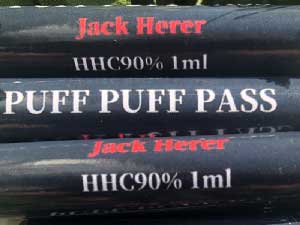 Jack Herer
HHC90% 1ml
PUFF PUFF PASS
Jack Herer
HHC90% 1ml